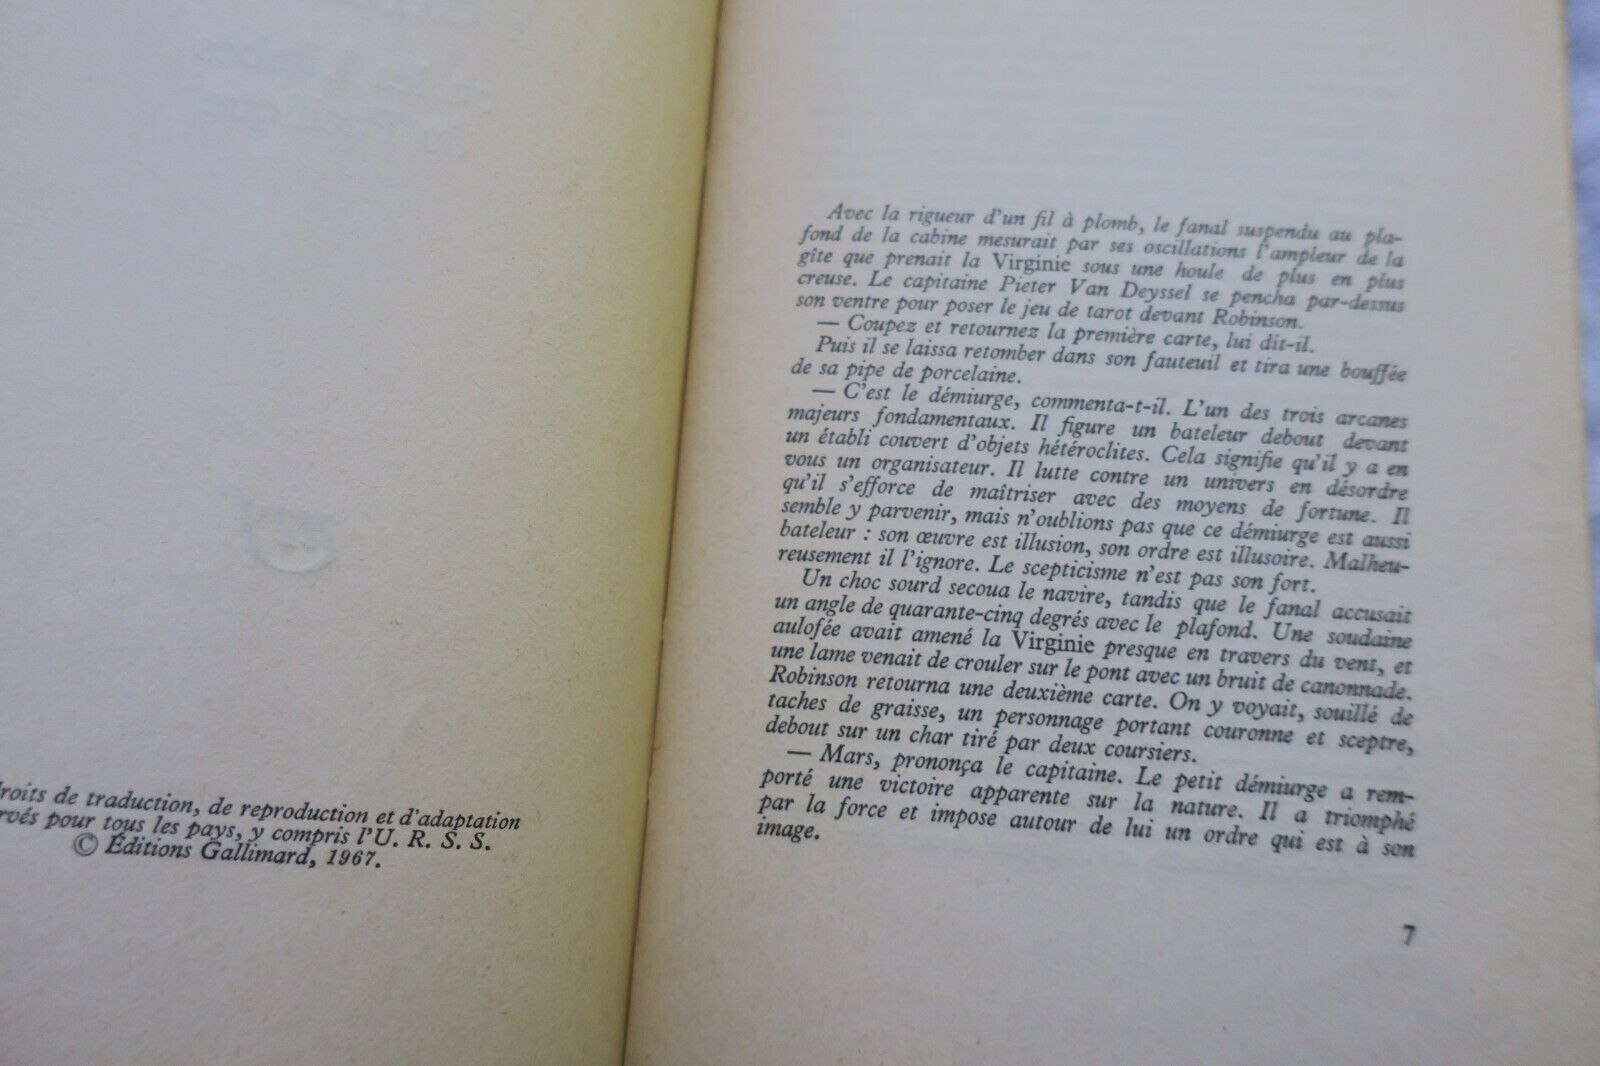 roits de traduction, de reproduction et d'adaptation
rvés pour tous les pays, y compris l'U. R. S. S.
© Éditions Gallimard, 1967.
Avec la rigueur d'un fil à plomb, le fanal suspendu au pla-
fond de la cabine mesurait par ses oscillations l'ampleur de la
gîte que prenait la Virginie sous une houle de plus en plus
creuse. Le capitaine Pieter Van Deyssel se pencha par-dessus
son ventre pour poser le jeu de tarot devant Robinson.
— Coupez et retournez la première carte, lui dit-il.
Puis il se laissa retomber dans son fauteuil et tira une bouffée
de sa pipe de porcelaine.
— C'est le démiurge, commenta-t-il. L'un des trois arcanes
majeurs fondamentaux. Il figure un bateleur debout devant
un établi couvert d'objets hétéroclites. Cela signifie qu'il y a en
vous un organisateur. Il lutte contre un univers en désordre
qu'il s'efforce de maîtriser avec des moyens de fortune. Il
semble y parvenir, mais n'oublions pas que ce démiurge est aussi
bateleur : son œuvre est illusion, son ordre est illusoire. Malheu-
reusement il l'ignore. Le scepticisme n'est pas son fort.
Un choc sourd secoua le navire, tandis que le fanal accusait
un angle de quarante-cinq degrés avec le plafond. Une soudaine
aulofée avait amené la Virginie presque en travers du vent, et
une lame venait de crouler sur le pont avec un bruit de canonnade.
Robinson retourna une deuxième carte. On y voyait, souillé de
taches de graisse, un personnage portant couronne et sceptre,
debout sur un char tiré par deux coursiers.
— Mars, prononça le capitaine. Le petit démiurge a rem-
porté une victoire apparente sur la nature. Il a triomphé
par la force et impose autour de lui un ordre qui est à son
image.
7